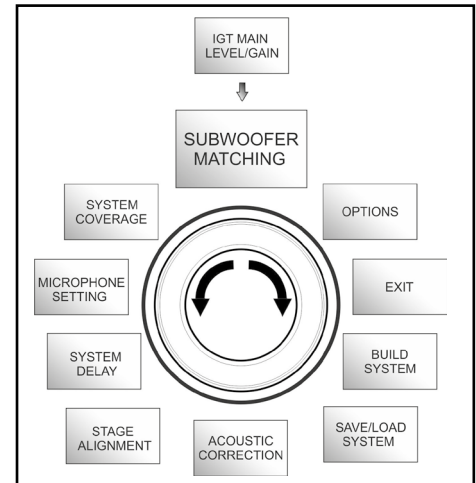 IGT MAIN
LEVEL/GAIN
SUBWOOFER
MATCHING
SYSTEM
COVERAGE
OPTIONS
MICROPHONE
SETTING
EXIT
SYSTEM
DELAY
BUILD
SYSTEM
STAGE
ALIGNMENT
ACOUSTIC
CORRECTION
SAVE/LOAD
SYSTEM